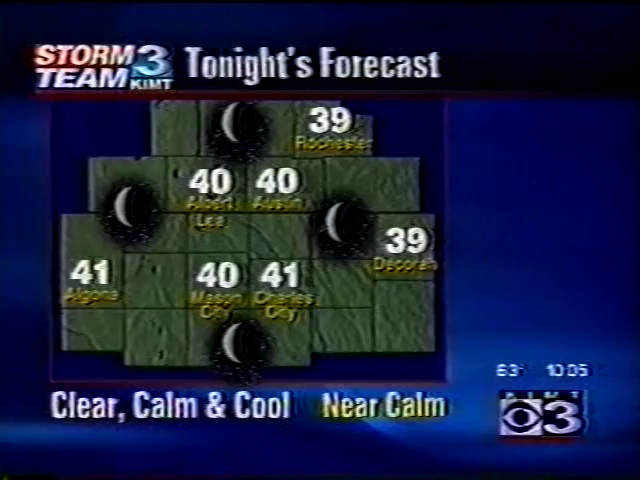 STORM
TEAM 3
KIMT
Tonight's Forecast
39
Rochester
40 40
Albert Lea
Austin
39
Decorah
41
Algona
40 41
Mason City
Charles City
63° 10:05
Clear, Calm & Cool Near Calm
KIMT
3